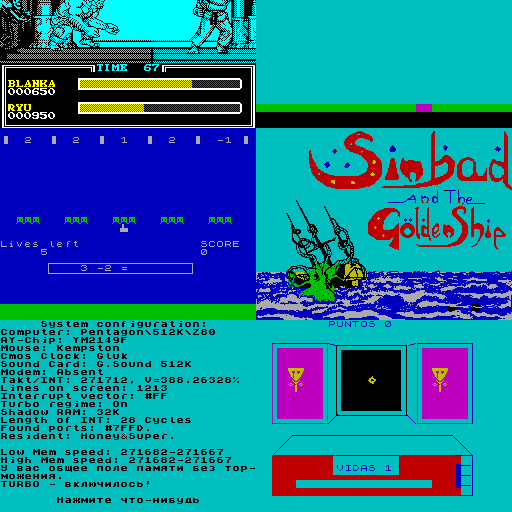 TIME 67
BLANKA
000650
RYU
000950
2 2 1 2 -1
Lives left
5
SCORE
0
3 -2 =
Sinbad
And The
Golden Ship
System configuration:
Computer: Pentagon\512K\Z80
AY-Chip: YM2149F
Mouse: Kempston
Cmos Clock: Gluk
Sound Card: G.Sound 512K
Modem: Absent
Takt/INT: 271712, V=388.26328%
Lines on screen: 1213
Interrupt vector: #FF
Turbo regime: On
Shadow RAM: 32K
Length of INT: 28 Cycles
Found ports: #7FFD.
Resident: Honey&Super.
Low Mem speed: 271682-271667
High Mem speed: 271682-271667
У вас общее поле памяти без тор-
можения.
TURBO - включилось!
Нажмите что-нибудь
PUNTOS 0
VIDAS 1